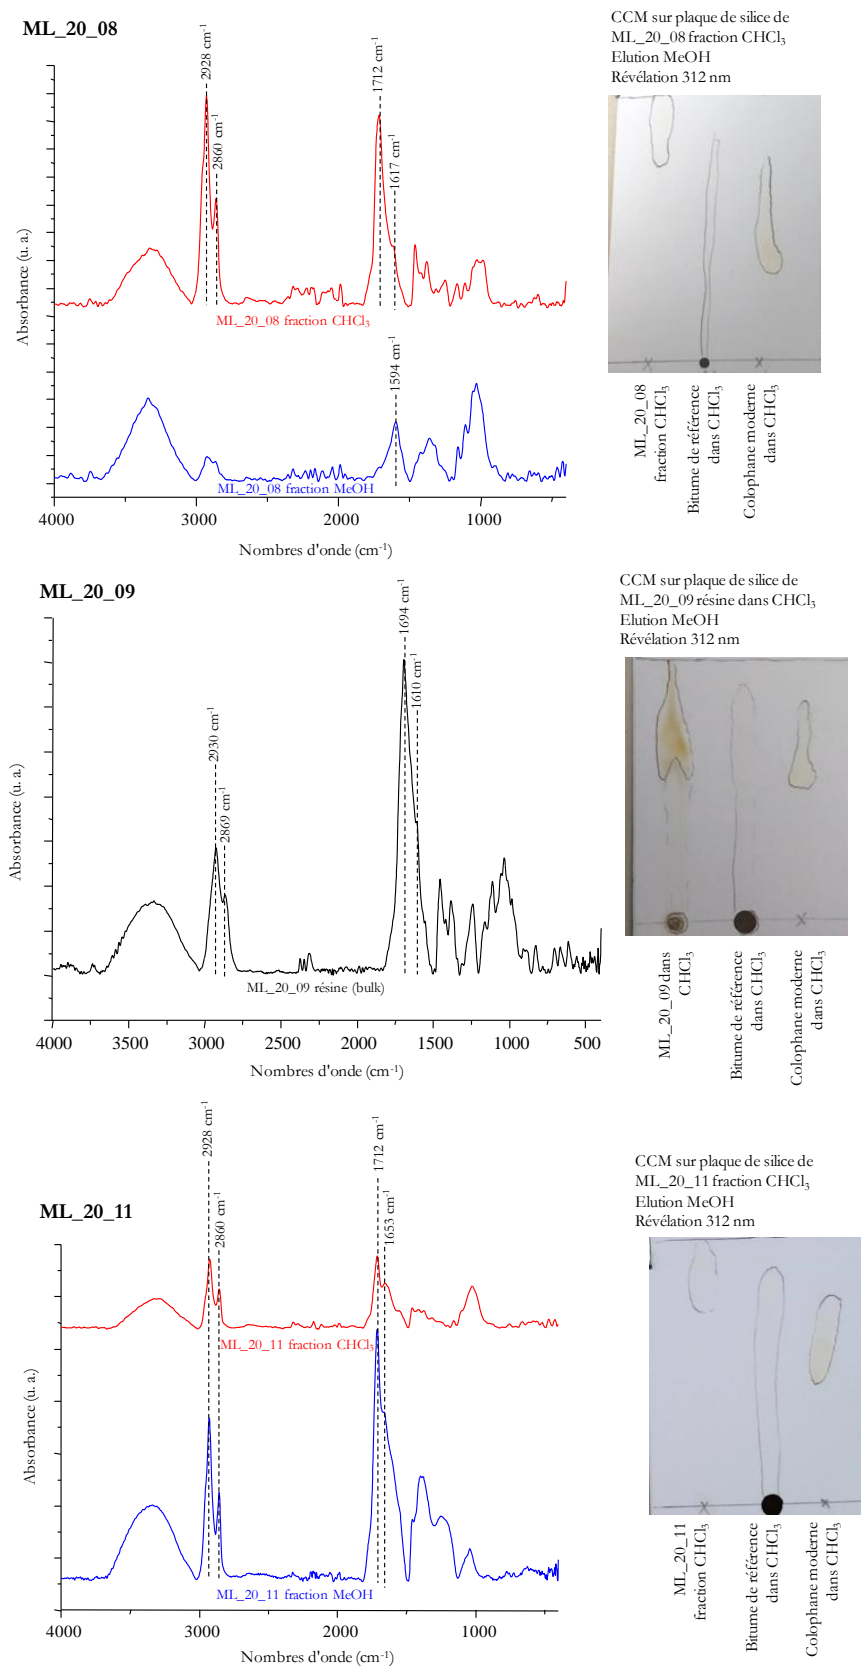 ML_20_08
2928 cm⁻¹
2860 cm⁻¹
1712 cm⁻¹
1617 cm⁻¹
1594 cm⁻¹
Absorbance (u. a.)
ML_20_08 fraction CHCl₃
ML_20_08 fraction MeOH
4000
3000
2000
1000
Nombres d'onde (cm⁻¹)
CCM sur plaque de silice de
ML_20_08 fraction CHCl₃
Elution MeOH
Révélation 312 nm
ML_20_08
fraction CHCl₃
Bitume de référence
dans CHCl₃
Colophane moderne
dans CHCl₃
ML_20_09
2930 cm⁻¹
2869 cm⁻¹
1694 cm⁻¹
1610 cm⁻¹
Absorbance (u. a.)
ML_20_09 résine (bulk)
4000
3500
3000
2500
2000
1500
1000
500
Nombres d'onde (cm⁻¹)
CCM sur plaque de silice de
ML_20_09 résine dans CHCl₃
Elution MeOH
Révélation 312 nm
ML_20_09 dans
CHCl₃
Bitume de référence
dans CHCl₃
Colophane moderne
dans CHCl₃
ML_20_11
2928 cm⁻¹
2860 cm⁻¹
1712 cm⁻¹
1653 cm⁻¹
Absorbance (u. a.)
ML_20_11 fraction CHCl₃
ML_20_11 fraction MeOH
4000
3000
2000
1000
Nombres d'onde (cm⁻¹)
CCM sur plaque de silice de
ML_20_11 fraction CHCl₃
Elution MeOH
Révélation 312 nm
ML_20_11
fraction CHCl₃
Bitume de référence
dans CHCl₃
Colophane moderne
dans CHCl₃